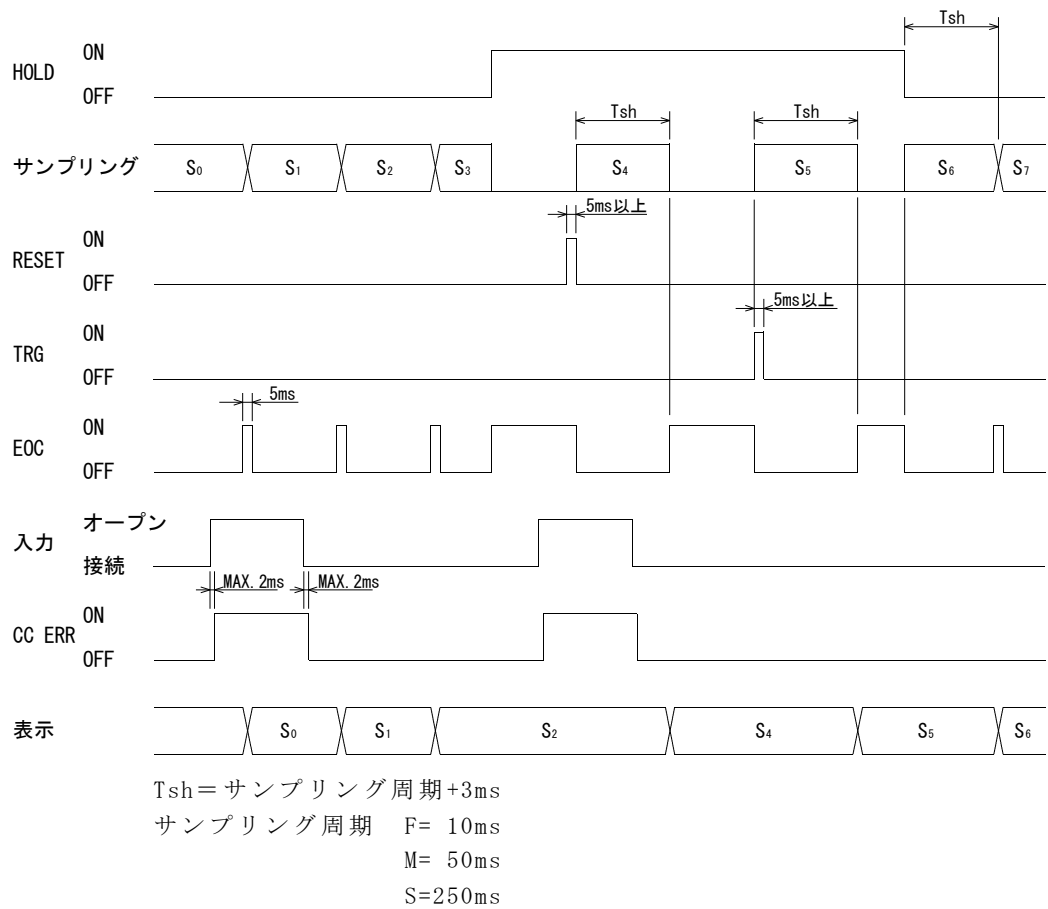 Tsh
ON
HOLD
OFF
Tsh
Tsh
サンプリング S₀ S₁ S₂ S₃ S₄ S₅ S₆ S₇
5ms以上
ON
RESET
OFF
5ms以上
ON
TRG
OFF
5ms
ON
EOC
OFF
オープン
入力
接続
MAX. 2ms MAX. 2ms
ON
CC ERR
OFF
表示 S₀ S₁ S₂ S₄ S₅ S₆
Tsh＝サンプリング周期+3ms
サンプリング周期 F= 10ms
M= 50ms
S=250ms